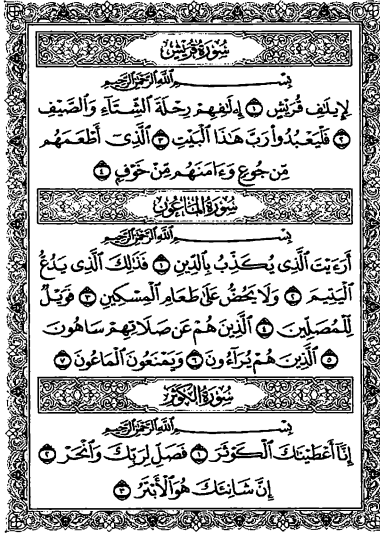 سُورَةُ قُرَيْشٍ
بِسْمِ ٱللَّهِ ٱلرَّحْمَٰنِ ٱلرَّحِيمِ
لِإِيلَٰفِ قُرَيْشٍ ۝١ إِۦلَٰفِهِمْ رِحْلَةَ ٱلشِّتَآءِ وَٱلصَّيْفِ
۝٢ فَلْيَعْبُدُوا۟ رَبَّ هَٰذَا ٱلْبَيْتِ ۝٣ ٱلَّذِىٓ أَطْعَمَهُم
مِّن جُوعٍ وَءَامَنَهُم مِّنْ خَوْفٍۭ ۝٤
سُورَةُ المَاعُونِ
بِسْمِ ٱللَّهِ ٱلرَّحْمَٰنِ ٱلرَّحِيمِ
أَرَءَيْتَ ٱلَّذِى يُكَذِّبُ بِٱلدِّينِ ۝١ فَذَٰلِكَ ٱلَّذِى يَدُعُّ
ٱلْيَتِيمَ ۝٢ وَلَا يَحُضُّ عَلَىٰ طَعَامِ ٱلْمِسْكِينِ ۝٣ فَوَيْلٌ
لِّلْمُصَلِّينَ ۝٤ ٱلَّذِينَ هُمْ عَن صَلَاتِهِمْ سَاهُونَ
۝٥ ٱلَّذِينَ هُمْ يُرَآءُونَ ۝٦ وَيَمْنَعُونَ ٱلْمَاعُونَ ۝٧
سُورَةُ الكَوْثَرِ
بِسْمِ ٱللَّهِ ٱلرَّحْمَٰنِ ٱلرَّحِيمِ
إِنَّآ أَعْطَيْنَٰكَ ٱلْكَوْثَرَ ۝١ فَصَلِّ لِرَبِّكَ وَٱنْحَرْ ۝٢
إِنَّ شَانِئَكَ هُوَ ٱلْأَبْتَرُ ۝٣